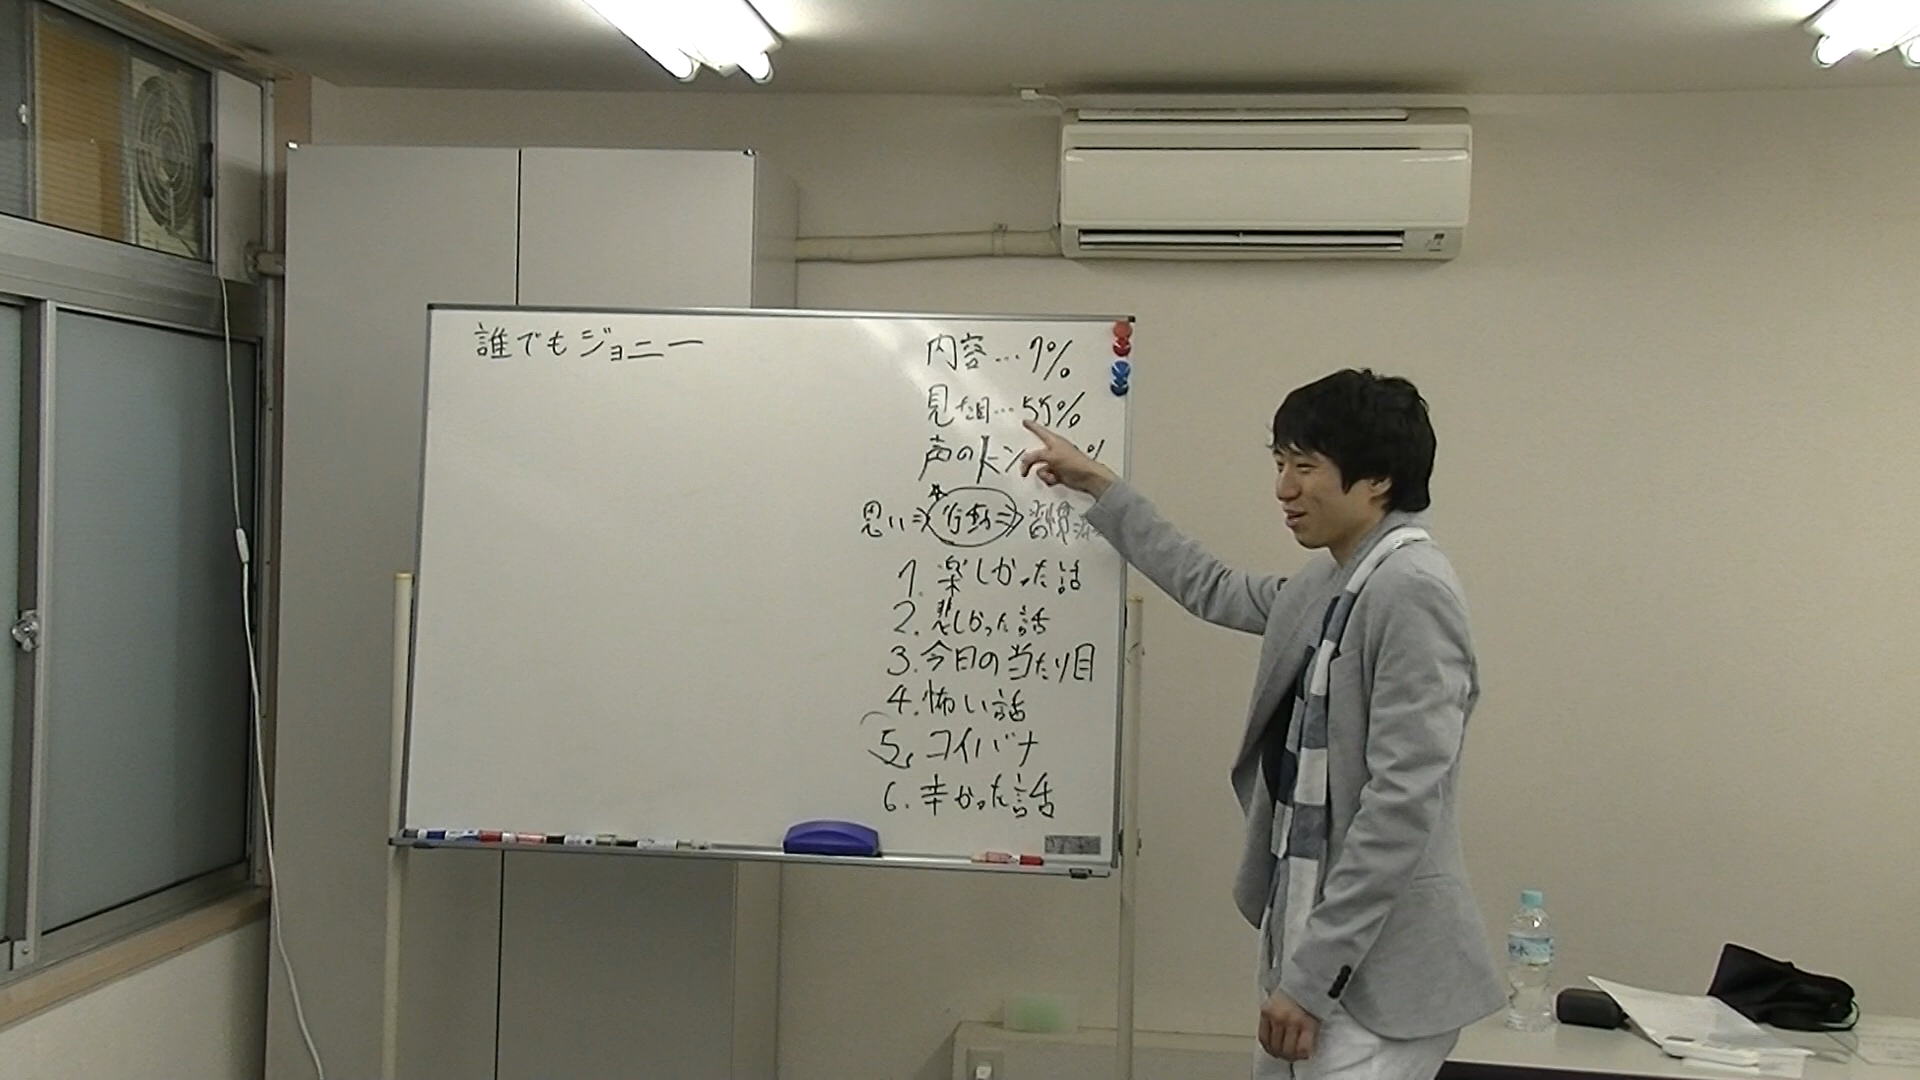 誰でもジョニー
内容…7%
見た目…55%
声のトーン %
思い⇒行動⇒習慣⇒
1. 楽しかった話
2. 悲しかった話
3. 今日の当たり目
4. 怖い話
5. コイバナ
6. 辛かった話